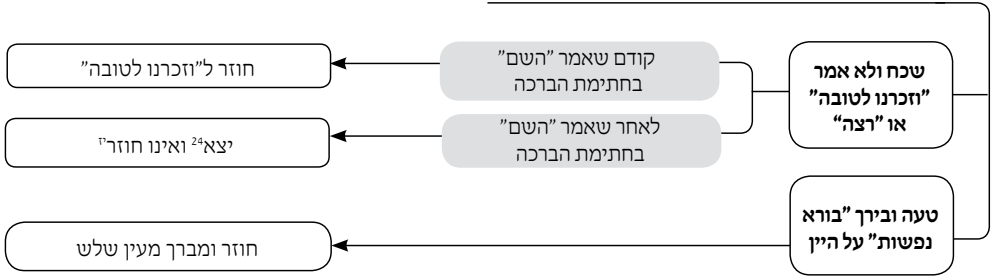 שכח ולא אמר
"וזכרנו לטובה"
או "רצה"
קודם שאמר "השם"
בחתימת הברכה
חוזר ל"וזכרנו לטובה"
לאחר שאמר "השם"
בחתימת הברכה
יצא²⁴ ואינו חוזריז
טעה ובירך "בורא
נפשות" על היין
חוזר ומברך מעין שלש